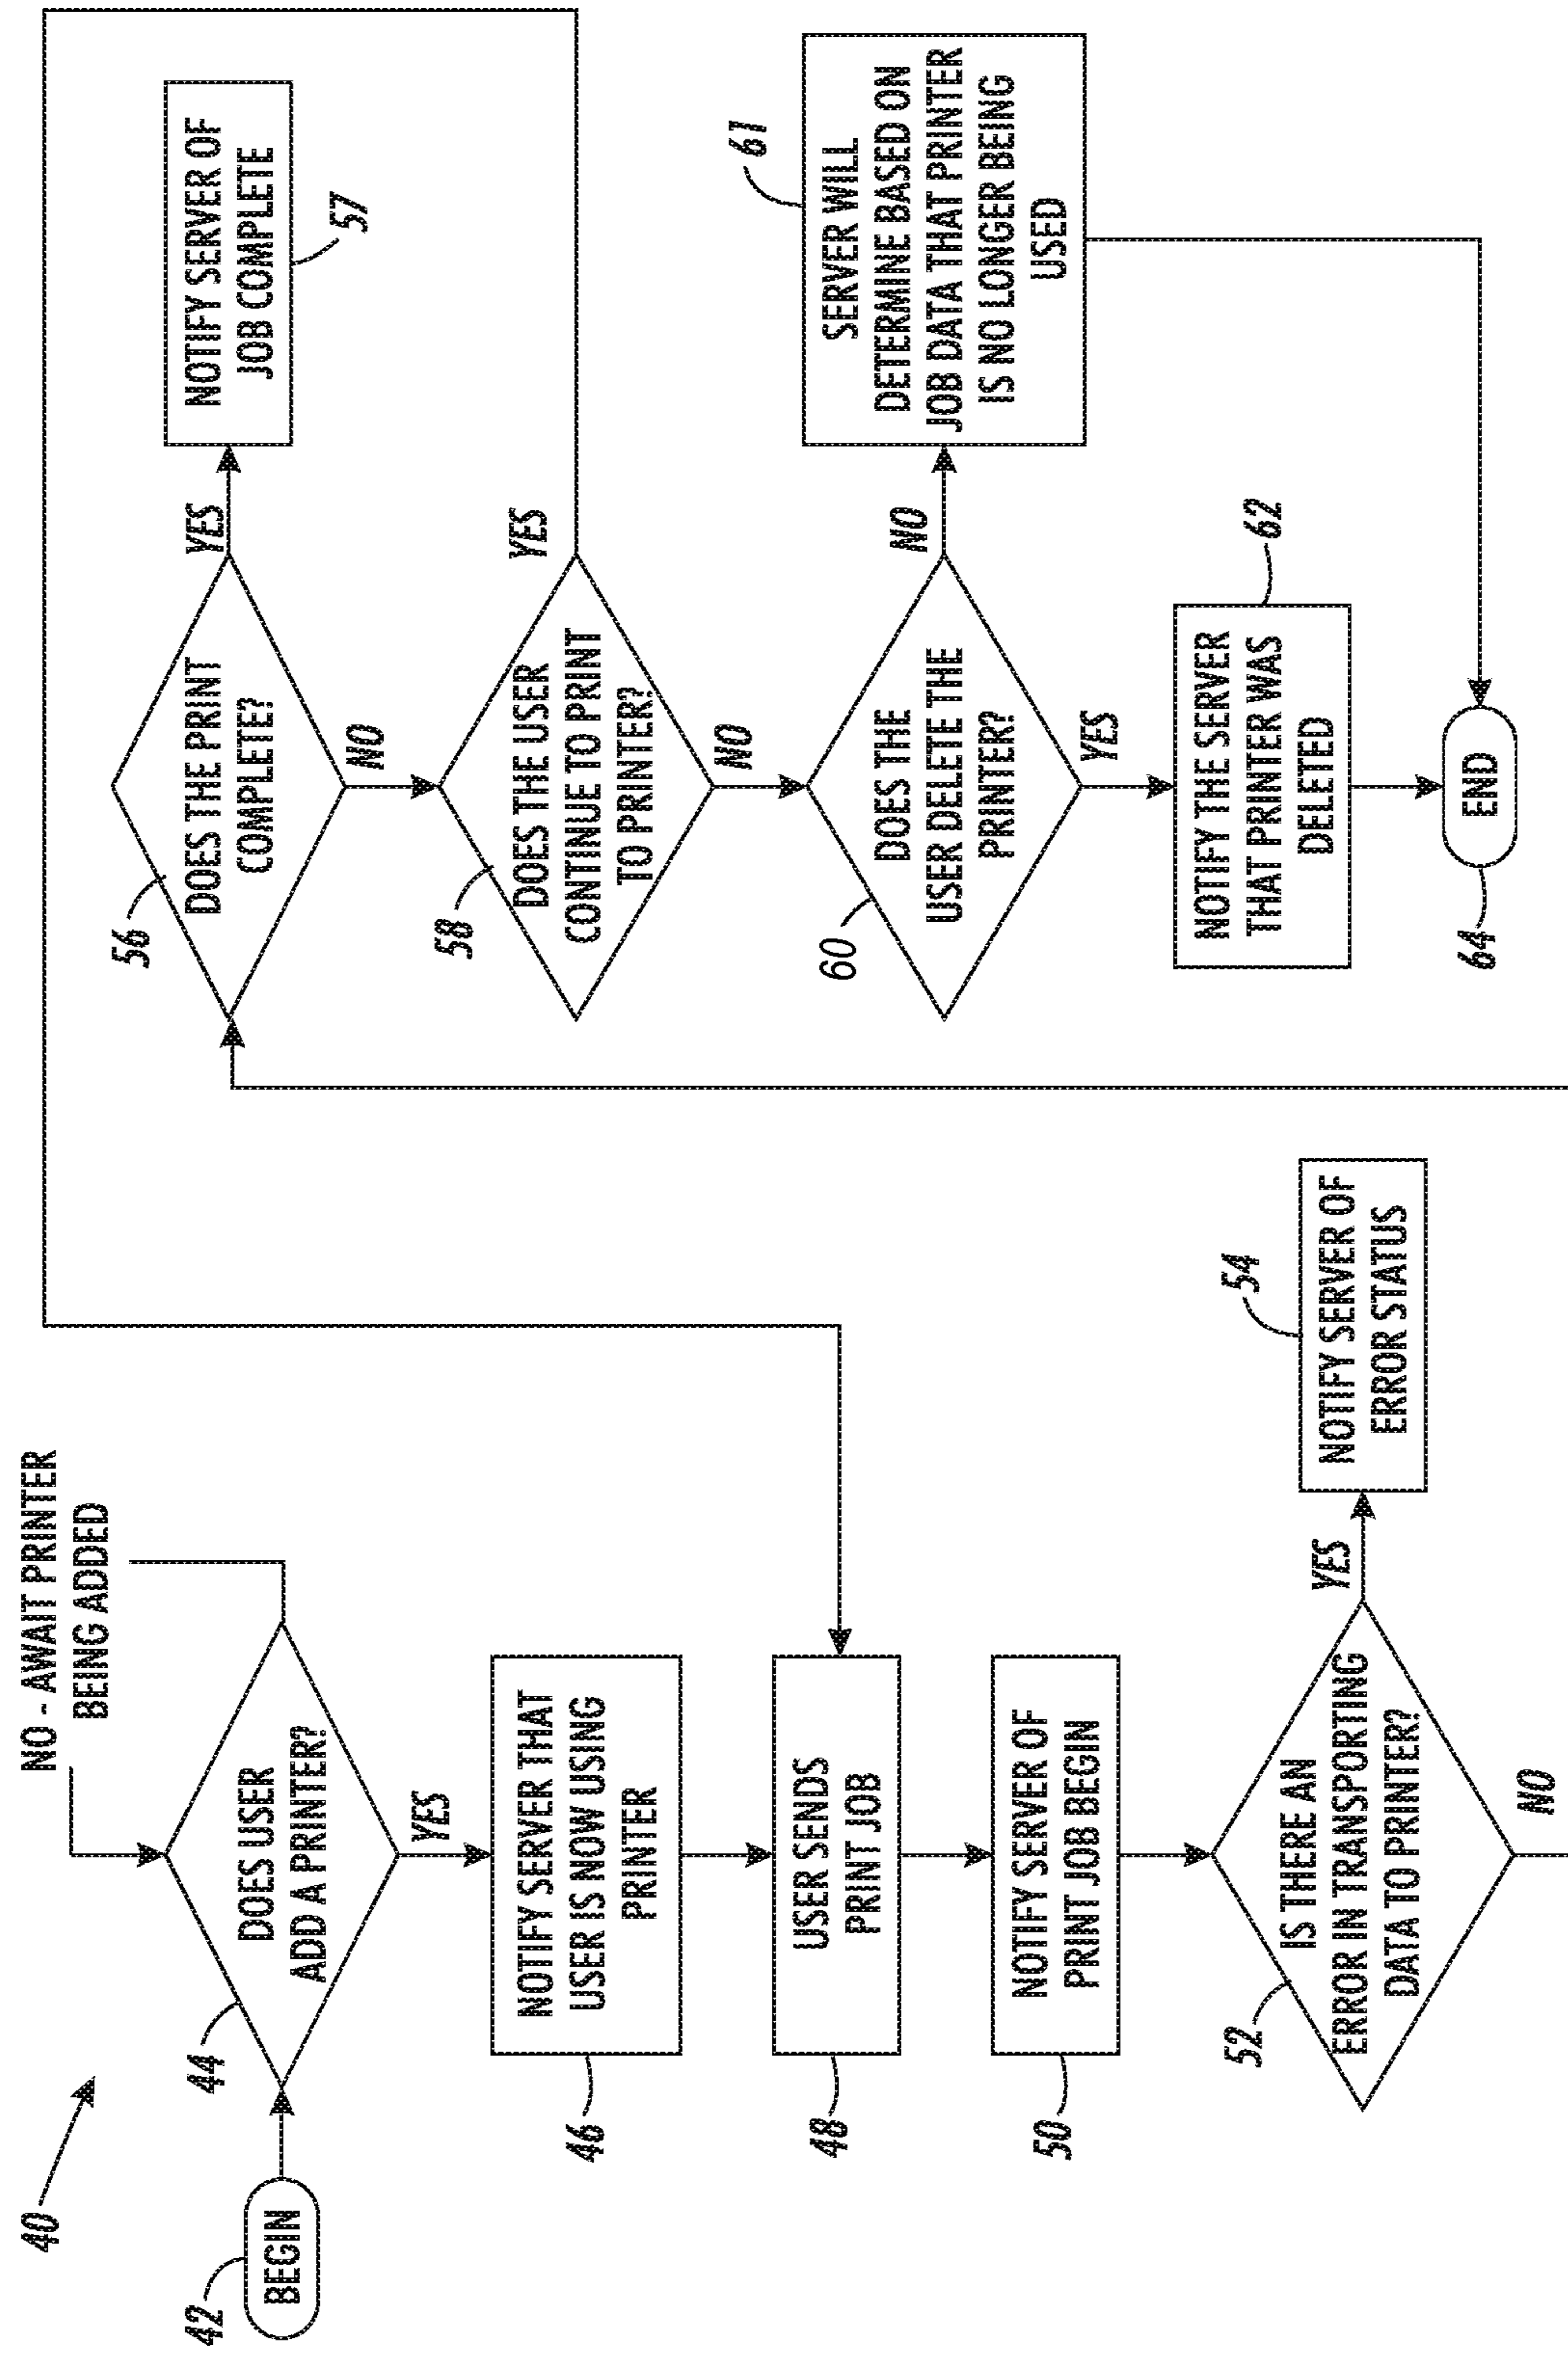 40
42
BEGIN
NO - AWAIT PRINTER
BEING ADDED
44
DOES USER
ADD A PRINTER?
YES
46
NOTIFY SERVER THAT
USER IS NOW USING
PRINTER
48
USER SENDS
PRINT JOB
50
NOTIFY SERVER OF
PRINT JOB BEGIN
52
IS THERE AN
ERROR IN TRANSPORTING
DATA TO PRINTER?
YES
NO
54
NOTIFY SERVER OF
ERROR STATUS
56
DOES THE PRINT
COMPLETE?
YES
NOTIFY SERVER OF
JOB COMPLETE
57
NO
58
DOES THE USER
CONTINUE TO PRINT
TO PRINTER?
YES
NO
60
DOES THE
USER DELETE THE
PRINTER?
NO
61
SERVER WILL
DETERMINE BASED ON
JOB DATA THAT PRINTER
IS NO LONGER BEING
USED
YES
62
NOTIFY THE SERVER
THAT PRINTER WAS
DELETED
64
END